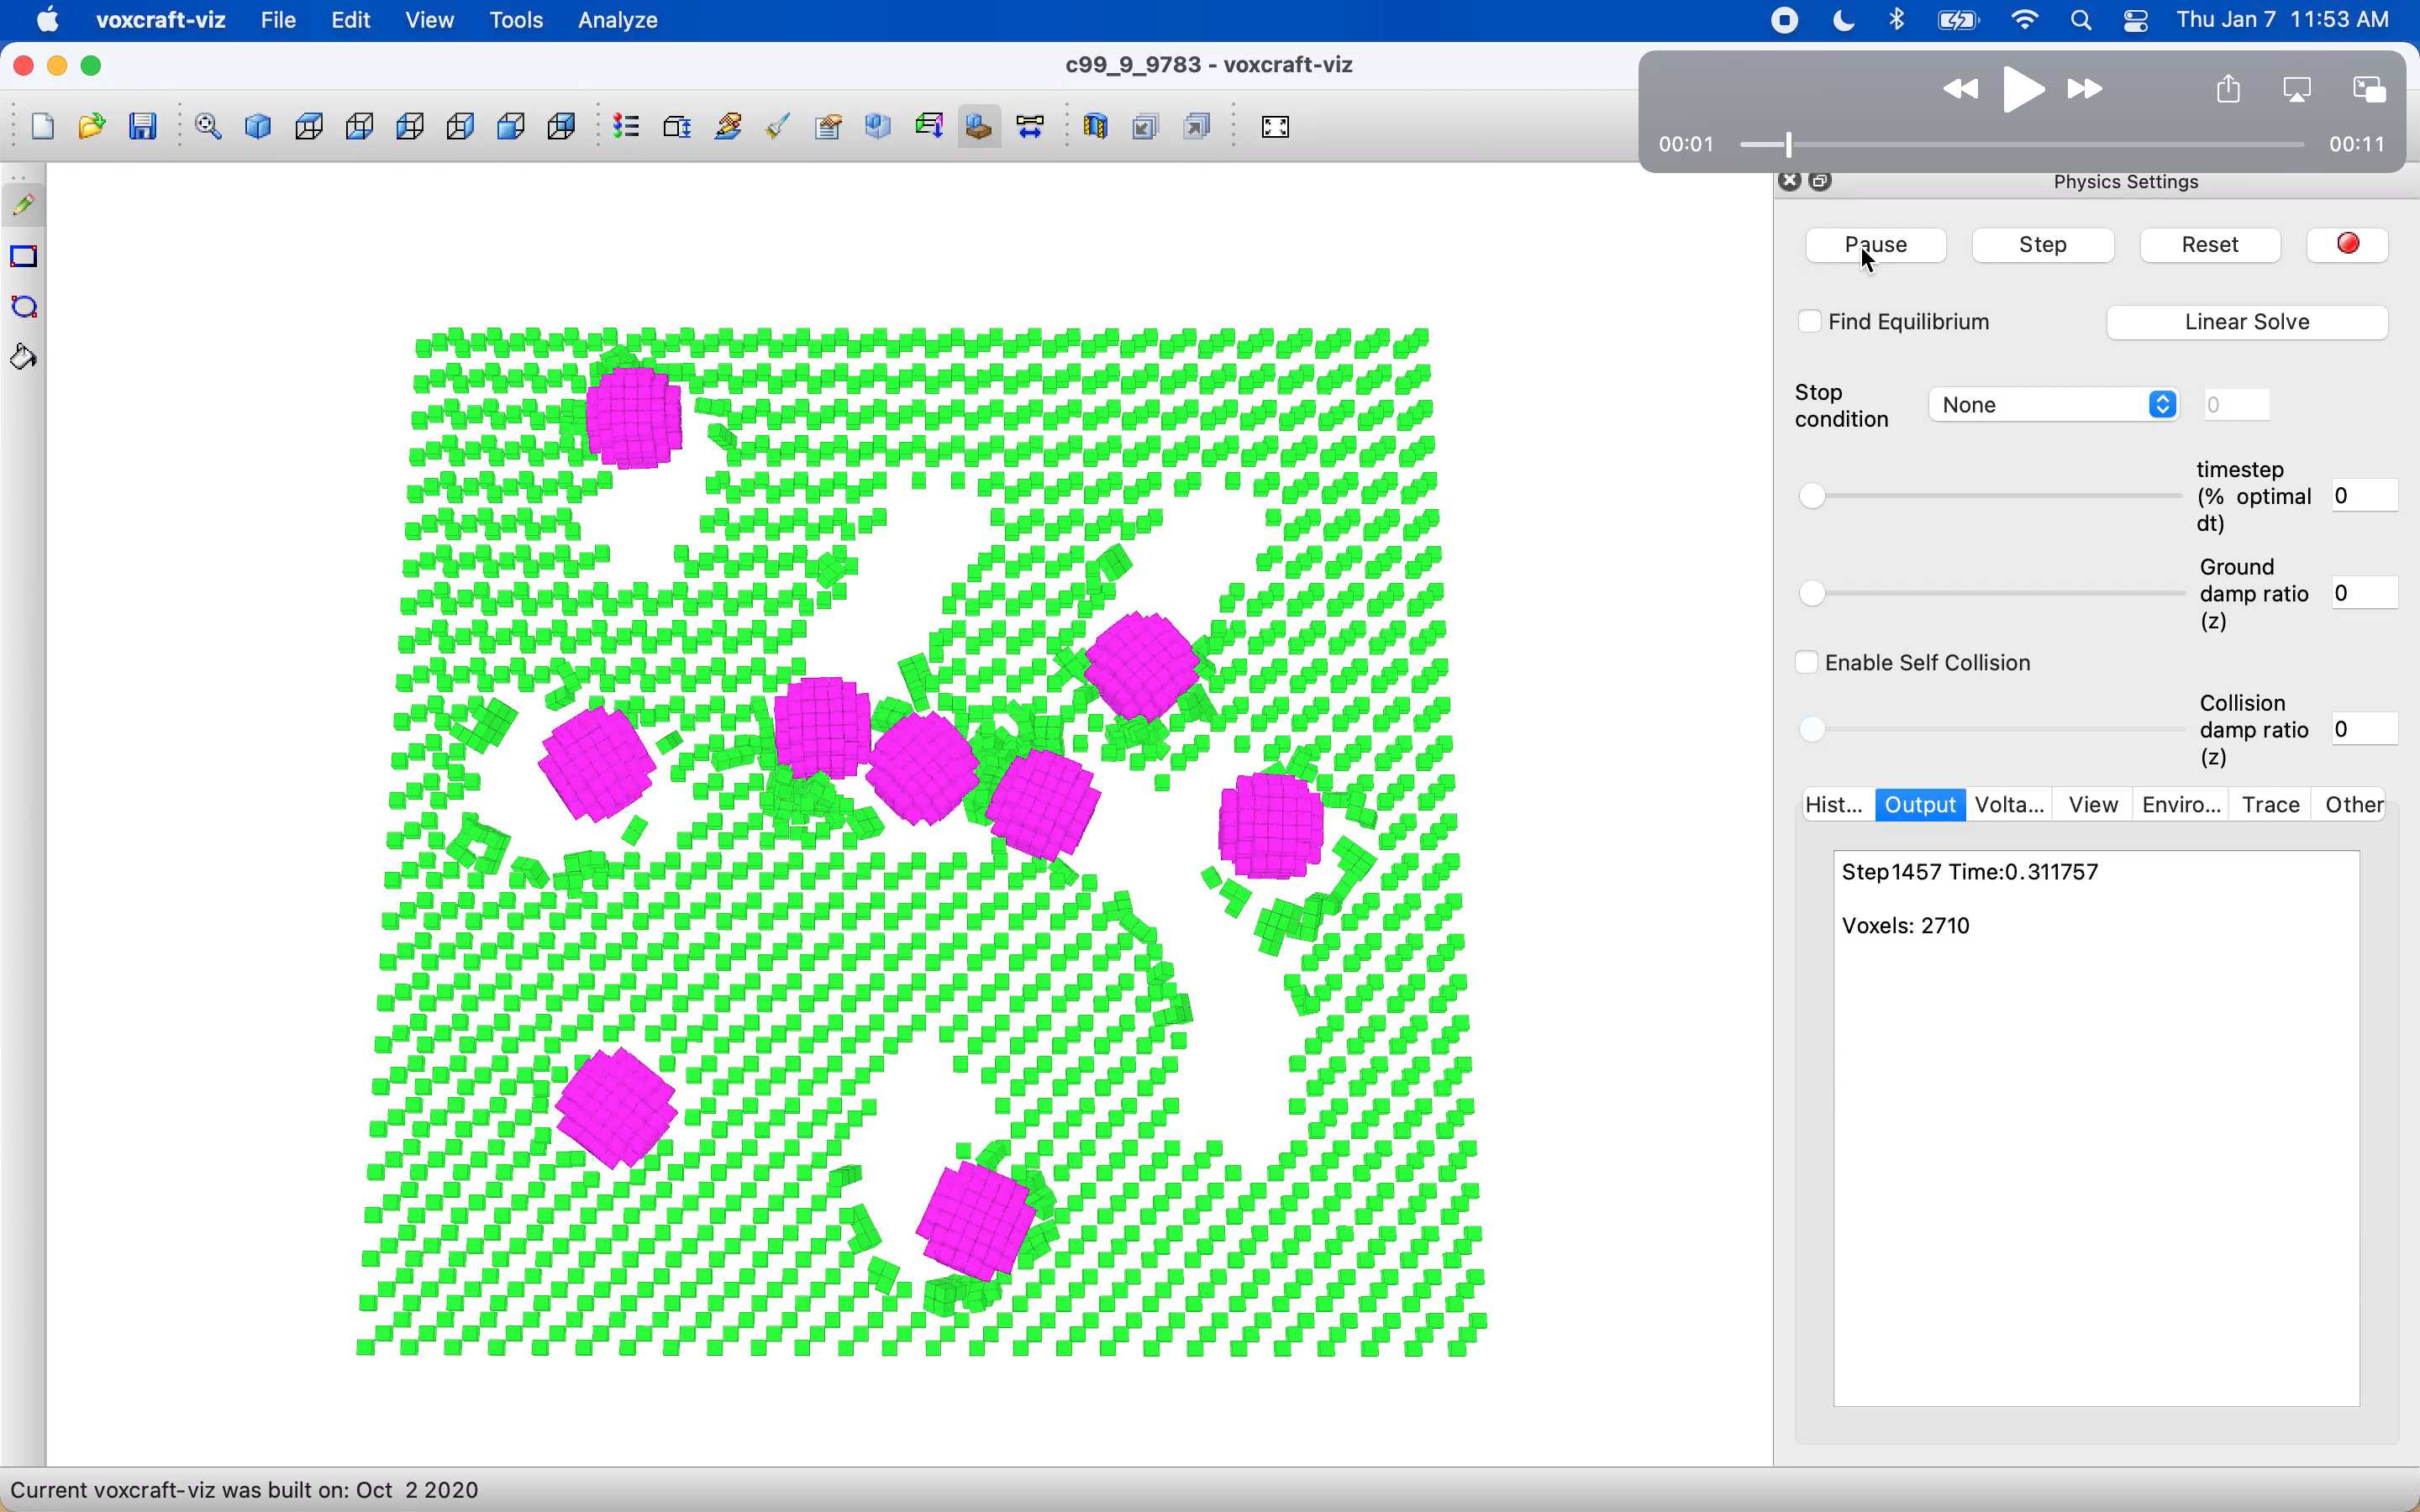 voxcraft-viz File Edit View Tools Analyze Thu Jan 7 11:53 AM
c99_9_9783 - voxcraft-viz
00:01 00:11
Physics Settings
Pause Step Reset
Find Equilibrium Linear Solve
Stop
condition
None
0
timestep
(% optimal
dt)
0
Ground
damp ratio
(z)
0
Enable Self Collision
Collision
damp ratio
(z)
0
Hist... Output Volta... View Enviro... Trace Other
Step1457 Time:0.311757
Voxels: 2710
Current voxcraft-viz was built on: Oct 2 2020